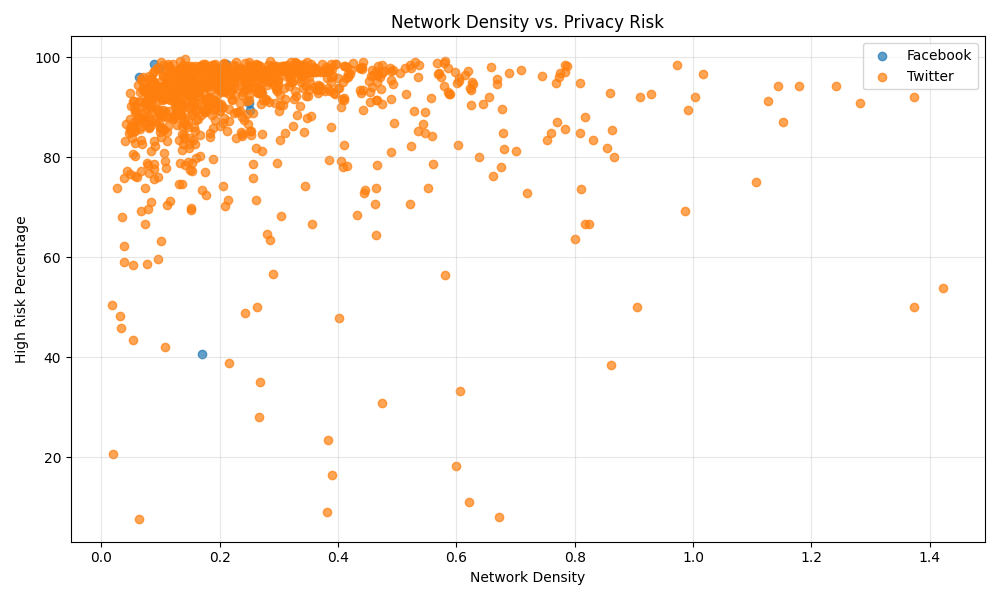 Network Density vs. Privacy Risk
Facebook
Twitter
High Risk Percentage
100
80
60
40
20
0.0 0.2 0.4 0.6 0.8 1.0 1.2 1.4
Network Density